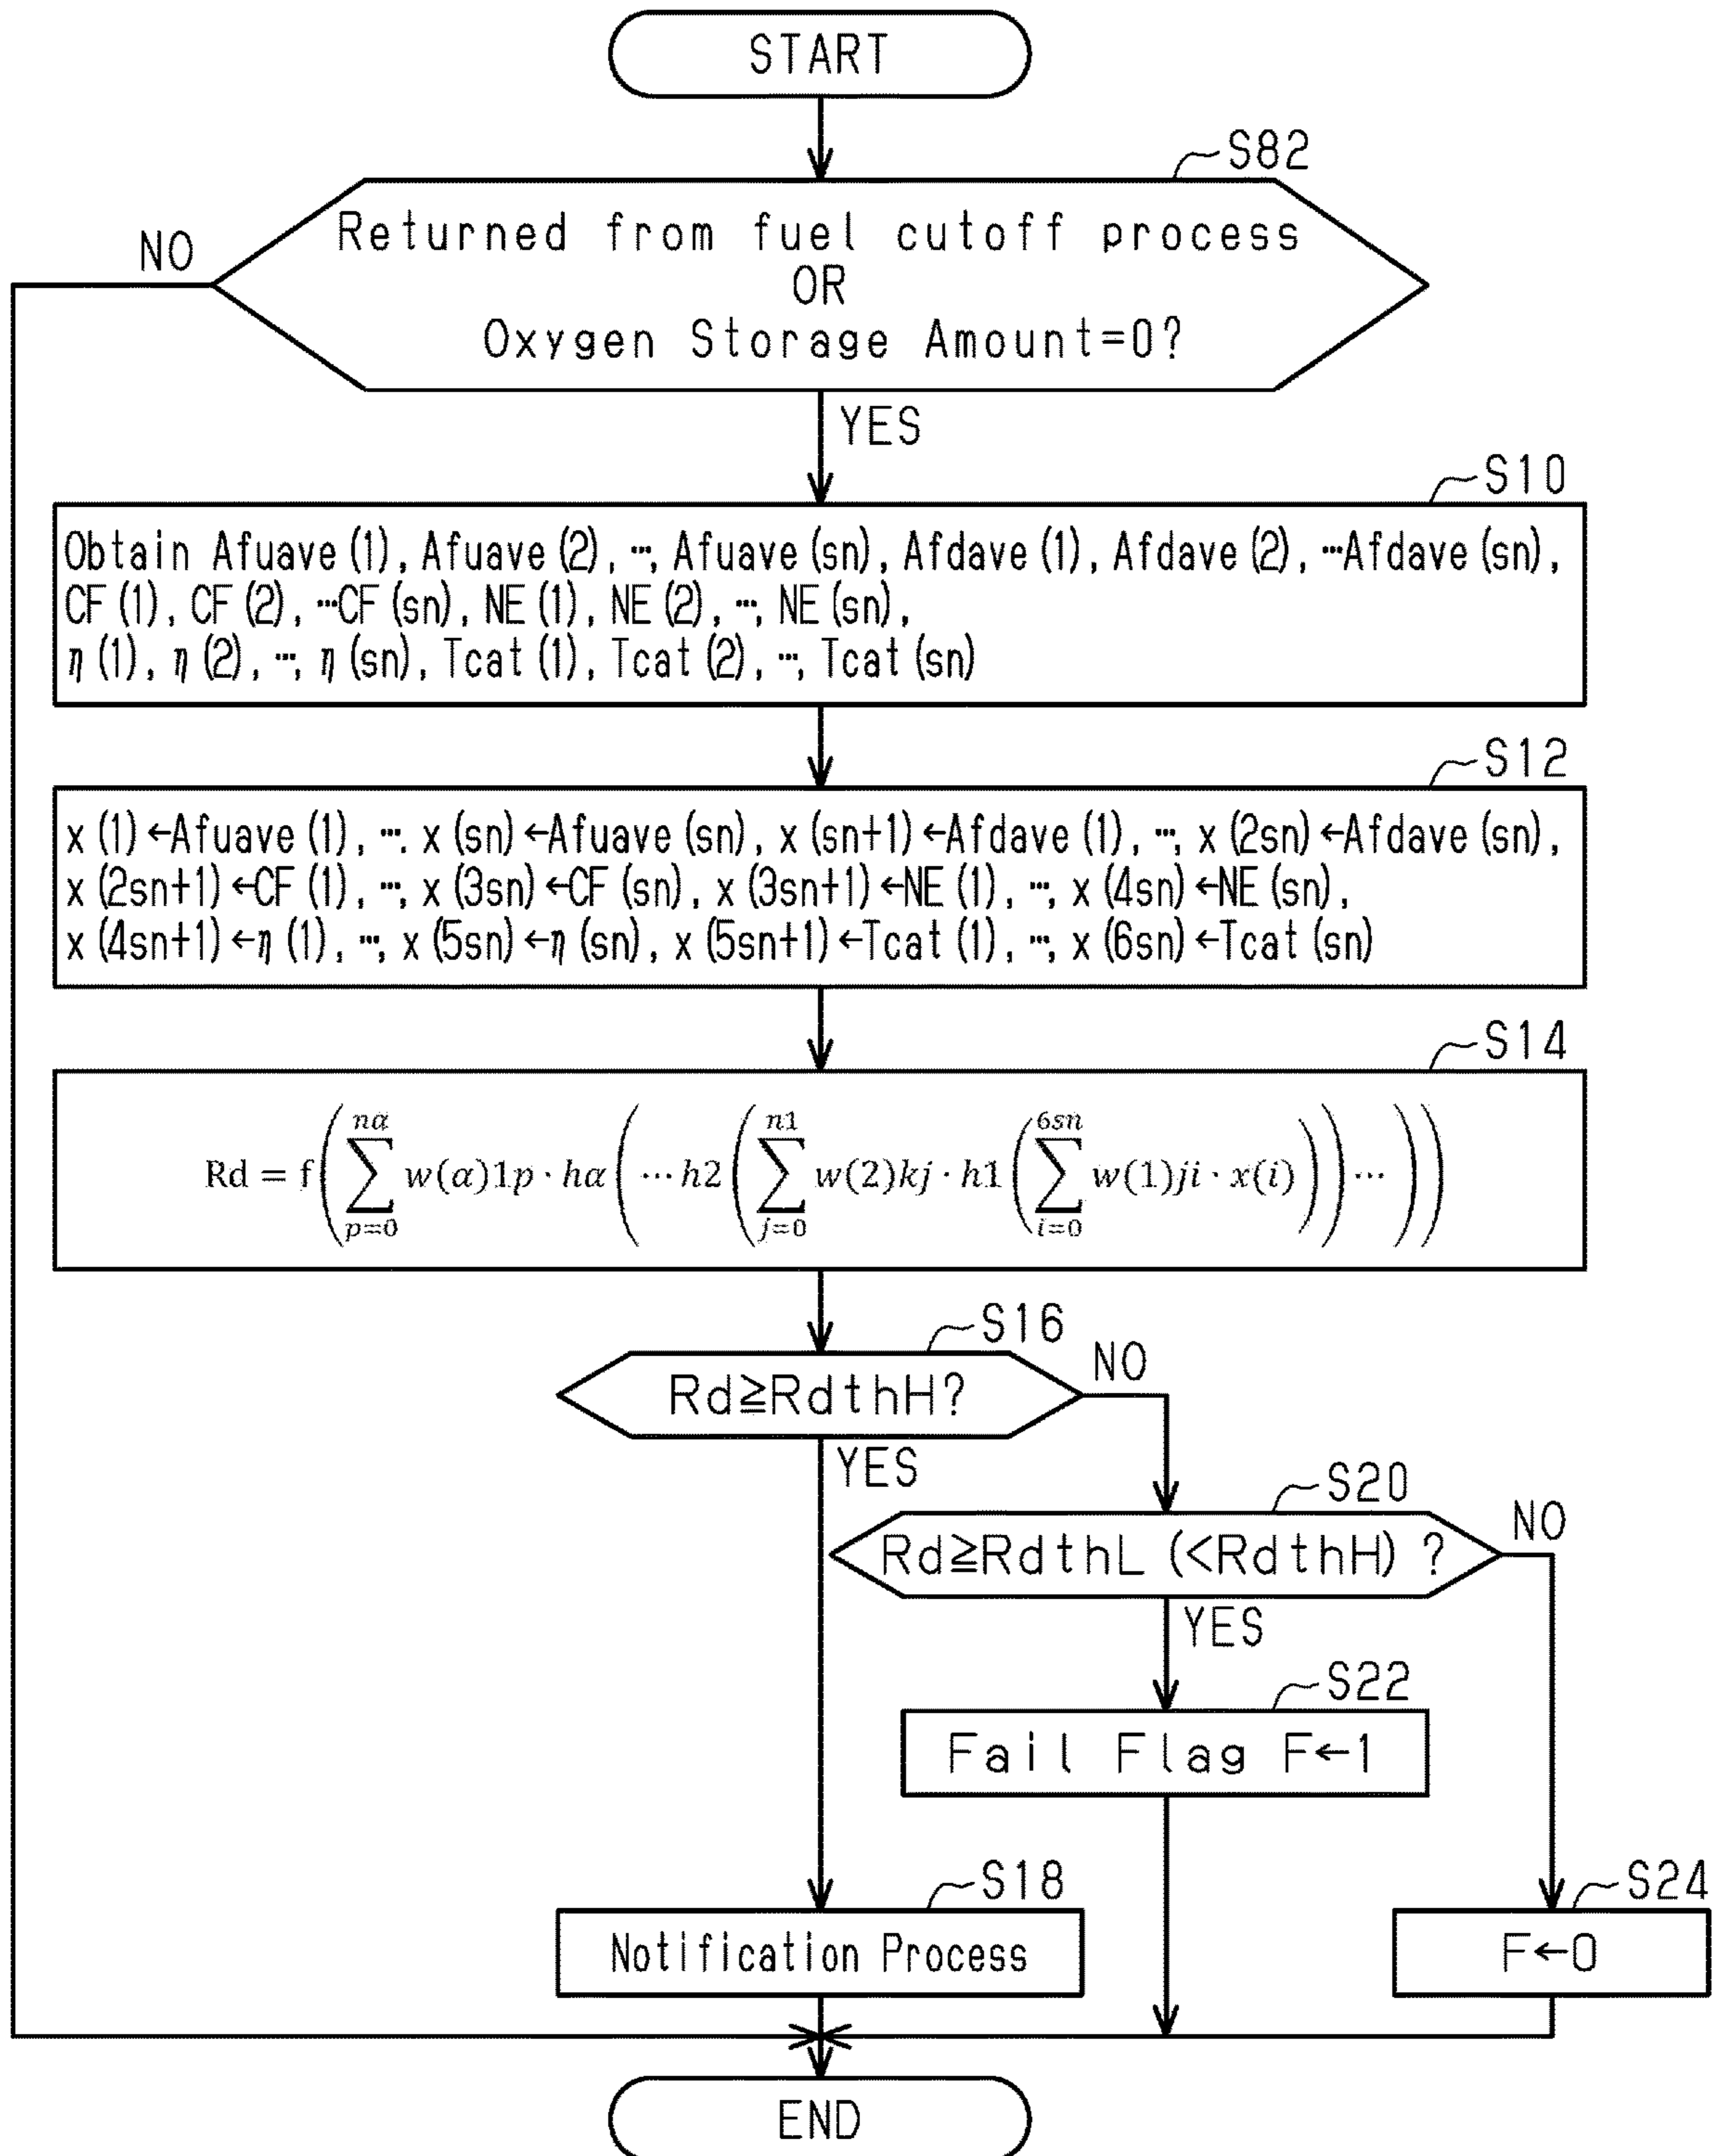 START
S82
Returned from fuel cutoff process
OR
Oxygen Storage Amount=0?
NO
YES
S10
Obtain Afuave(1), Afuave(2), …, Afuave(sn), Afdave(1), Afdave(2), …Afdave(sn),
CF(1), CF(2), …CF(sn), NE(1), NE(2), …, NE(sn),
η(1), η(2), …, η(sn), Tcat(1), Tcat(2), …, Tcat(sn)
S12
x(1)←Afuave(1), …. x(sn)←Afuave(sn), x(sn+1)←Afdave(1), …, x(2sn)←Afdave(sn),
x(2sn+1)←CF(1), …, x(3sn)←CF(sn), x(3sn+1)←NE(1), …, x(4sn)←NE(sn),
x(4sn+1)←η(1), …, x(5sn)←η(sn), x(5sn+1)←Tcat(1), …, x(6sn)←Tcat(sn)
S14
Rd = f(∑_{p=0}^{nα} w(α)1p · hα(… h2(∑_{j=0}^{n1} w(2)kj · h1(∑_{i=0}^{6sn} w(1)ji · x(i))) …))
S16
Rd≧RdthH?
NO
YES
S20
Rd≧RdthL (<RdthH) ?
NO
YES
S22
Fail Flag F←1
S18
Notification Process
S24
F←0
END